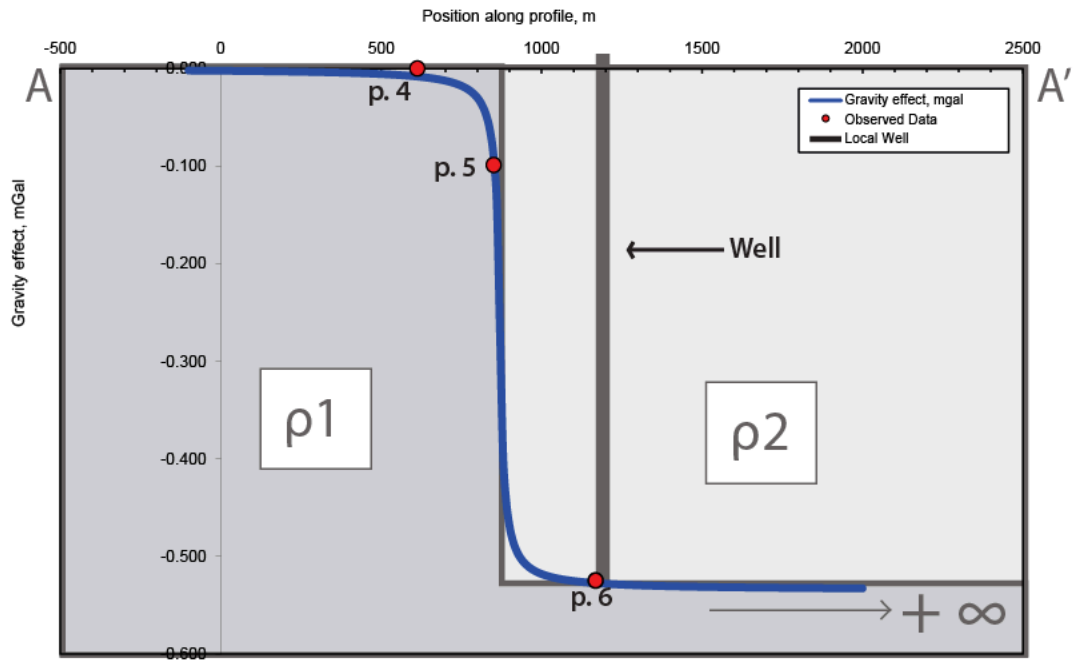 Position along profile, m
-500 0 500 1000 1500 2000 2500
A
A'
0.000
-0.100
-0.200
-0.300
-0.400
-0.500
-0.600
Gravity effect, mGal
p. 4
p. 5
Gravity effect, mgal
Observed Data
Local Well
Well
ρ1
ρ2
p. 6
+ ∞